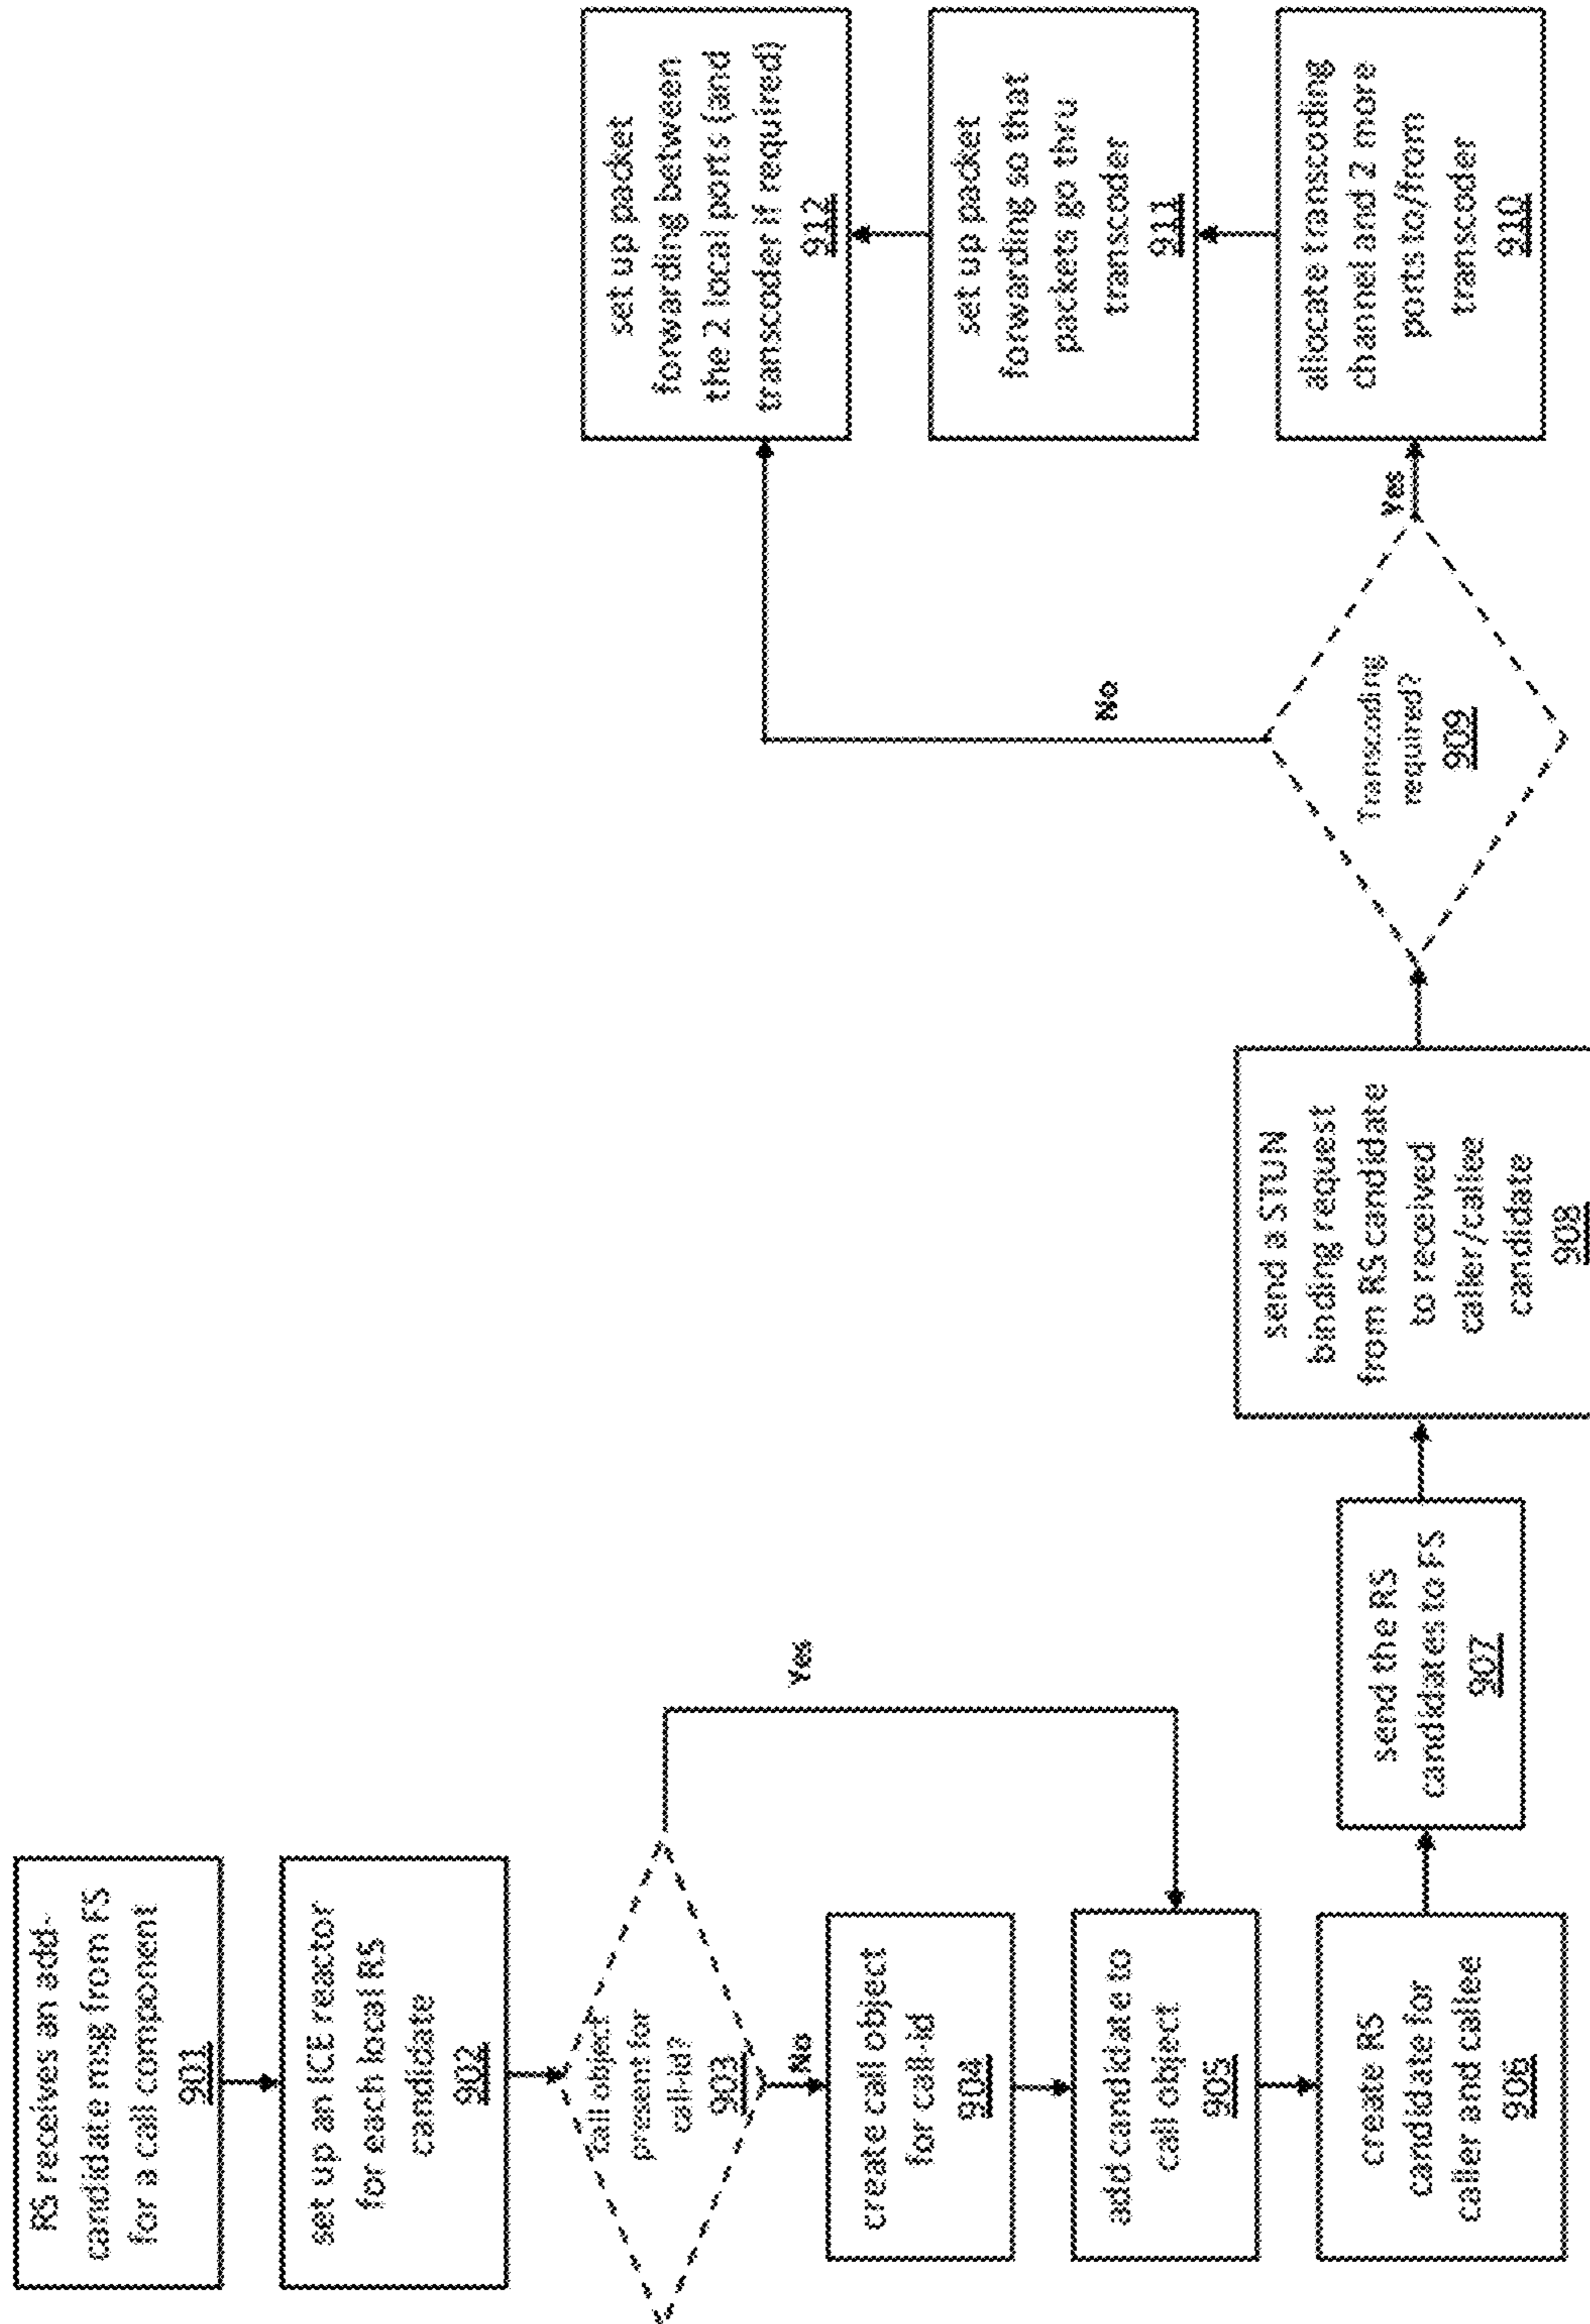 RS receives an add-
candidate msg from FS
for a call component
901
set up an ICE reactor
for each local RS
candidate
902
call object
present for
call-id?
903
Yes
No
create call object
for call-id
904
add candidate to
call object
905
create RS
candidate for
caller and callee
906
send the RS
candidates to FS
907
send a STUN
binding request
from RS candidate
to received
caller/callee
candidate
908
Transcoding
required?
909
No
Yes
allocate transcoding
channel and 2 more
ports to/from
transcoder
910
set up packet
forwarding so that
packets go thru
transcoder
911
set up packet
forwarding between
the 2 local ports (and
transcoder if required)
912